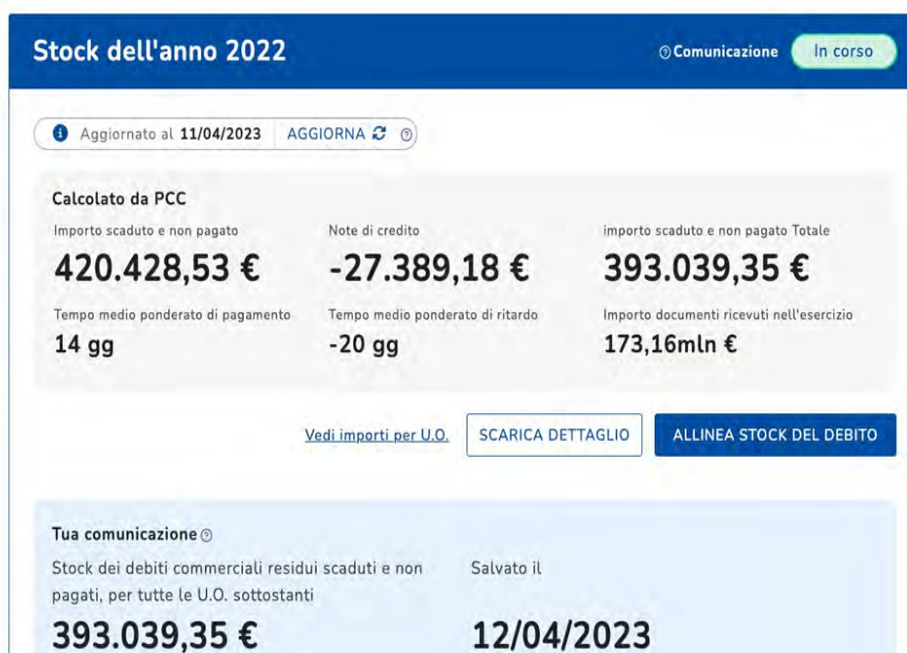 Stock dell'anno 2022
Comunicazione In corso
Aggiornato al 11/04/2023 AGGIORNA
Calcolato da PCC
Importo scaduto e non pagato Note di credito importo scaduto e non pagato Totale
420.428,53 € -27.389,18 € 393.039,35 €
Tempo medio ponderato di pagamento Tempo medio ponderato di ritardo Importo documenti ricevuti nell'esercizio
14 gg -20 gg 173,16mln €
Vedi importi per U.O. SCARICA DETTAGLIO ALLINEA STOCK DEL DEBITO
Tua comunicazione
Stock dei debiti commerciali residui scaduti e non Salvato il
pagati, per tutte le U.O. sottostanti
393.039,35 € 12/04/2023